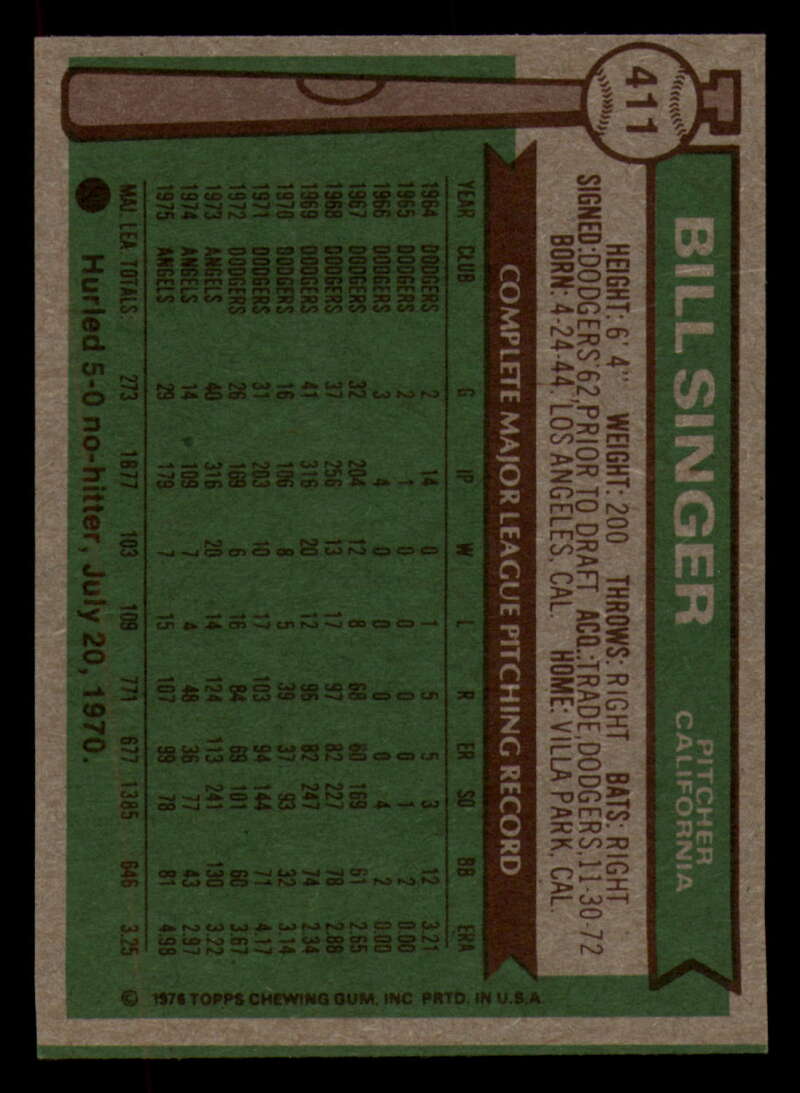 411
BILL SINGER
PITCHER
CALIFORNIA
HEIGHT: 6' 4" WEIGHT: 200 THROWS: RIGHT BATS: RIGHT
SIGNED: DODGERS '62, PRIOR TO DRAFT ACQ.: TRADE, DODGERS, 11-30-72
BORN: 4-24-44, LOS ANGELES, CAL. HOME: VILLA PARK, CAL.
COMPLETE MAJOR LEAGUE PITCHING RECORD
YEAR CLUB G IP W L R ER SO BB ERA
1964 DODGERS 2 14 0 1 5 5 3 12 3.21
1965 DODGERS 2 1 0 0 0 0 1 2 0.00
1966 DODGERS 3 4 0 0 0 0 4 2 0.00
1967 DODGERS 32 204 12 8 68 60 169 61 2.65
1968 DODGERS 37 256 13 17 97 82 227 78 2.88
1969 DODGERS 41 316 20 12 95 82 247 74 2.34
1970 DODGERS 16 106 8 5 39 37 93 32 3.14
1971 DODGERS 31 203 10 17 103 94 144 71 4.17
1972 DODGERS 26 169 6 16 84 69 101 60 3.67
1973 ANGELS 40 316 20 14 124 113 241 130 3.22
1974 ANGELS 14 109 7 4 48 36 77 43 2.97
1975 ANGELS 29 179 7 15 107 99 78 81 4.98
MAJ. LEA. TOTALS 273 1877 103 109 771 677 1385 646 3.25
Hurled 5-0 no-hitter, July 20, 1970.
© 1976 TOPPS CHEWING GUM, INC PRTD. IN U.S.A.